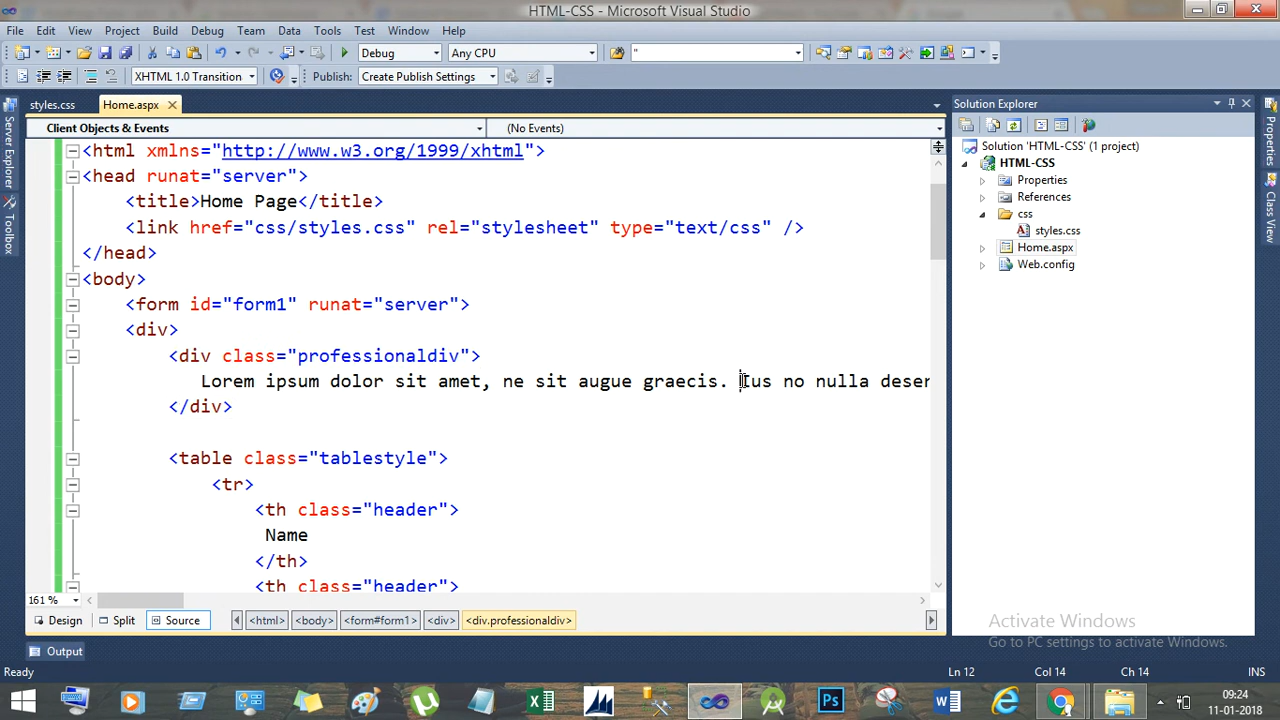 HTML-CSS - Microsoft Visual Studio
File Edit View Project Build Debug Team Data Tools Test Window Help
Debug Any CPU "
XHTML 1.0 Transition Publish: Create Publish Settings
styles.css Home.aspx
Client Objects & Events (No Events)
<html xmlns="http://www.w3.org/1999/xhtml">
<head runat="server">
<title>Home Page</title>
<link href="css/styles.css" rel="stylesheet" type="text/css" />
</head>
<body>
<form id="form1" runat="server">
<div>
<div class="professionaldiv">
Lorem ipsum dolor sit amet, ne sit augue graecis. no nulla deser
</div>
<table class="tablestyle">
<tr>
<th class="header">
Name
</th>
<th class="header">
161 %
Design Split Source <html> <body> <form#form1> <div> <div.professionaldiv>
Output
Ready Ln 12 Col 14 Ch 14 INS
Server Explorer
Toolbox
Solution Explorer
Solution 'HTML-CSS' (1 project)
HTML-CSS
Properties
References
css
styles.css
Home.aspx
Web.config
Properties
Class View
Activate Windows
Go to PC settings to activate Windows.
09:24
11-01-2018